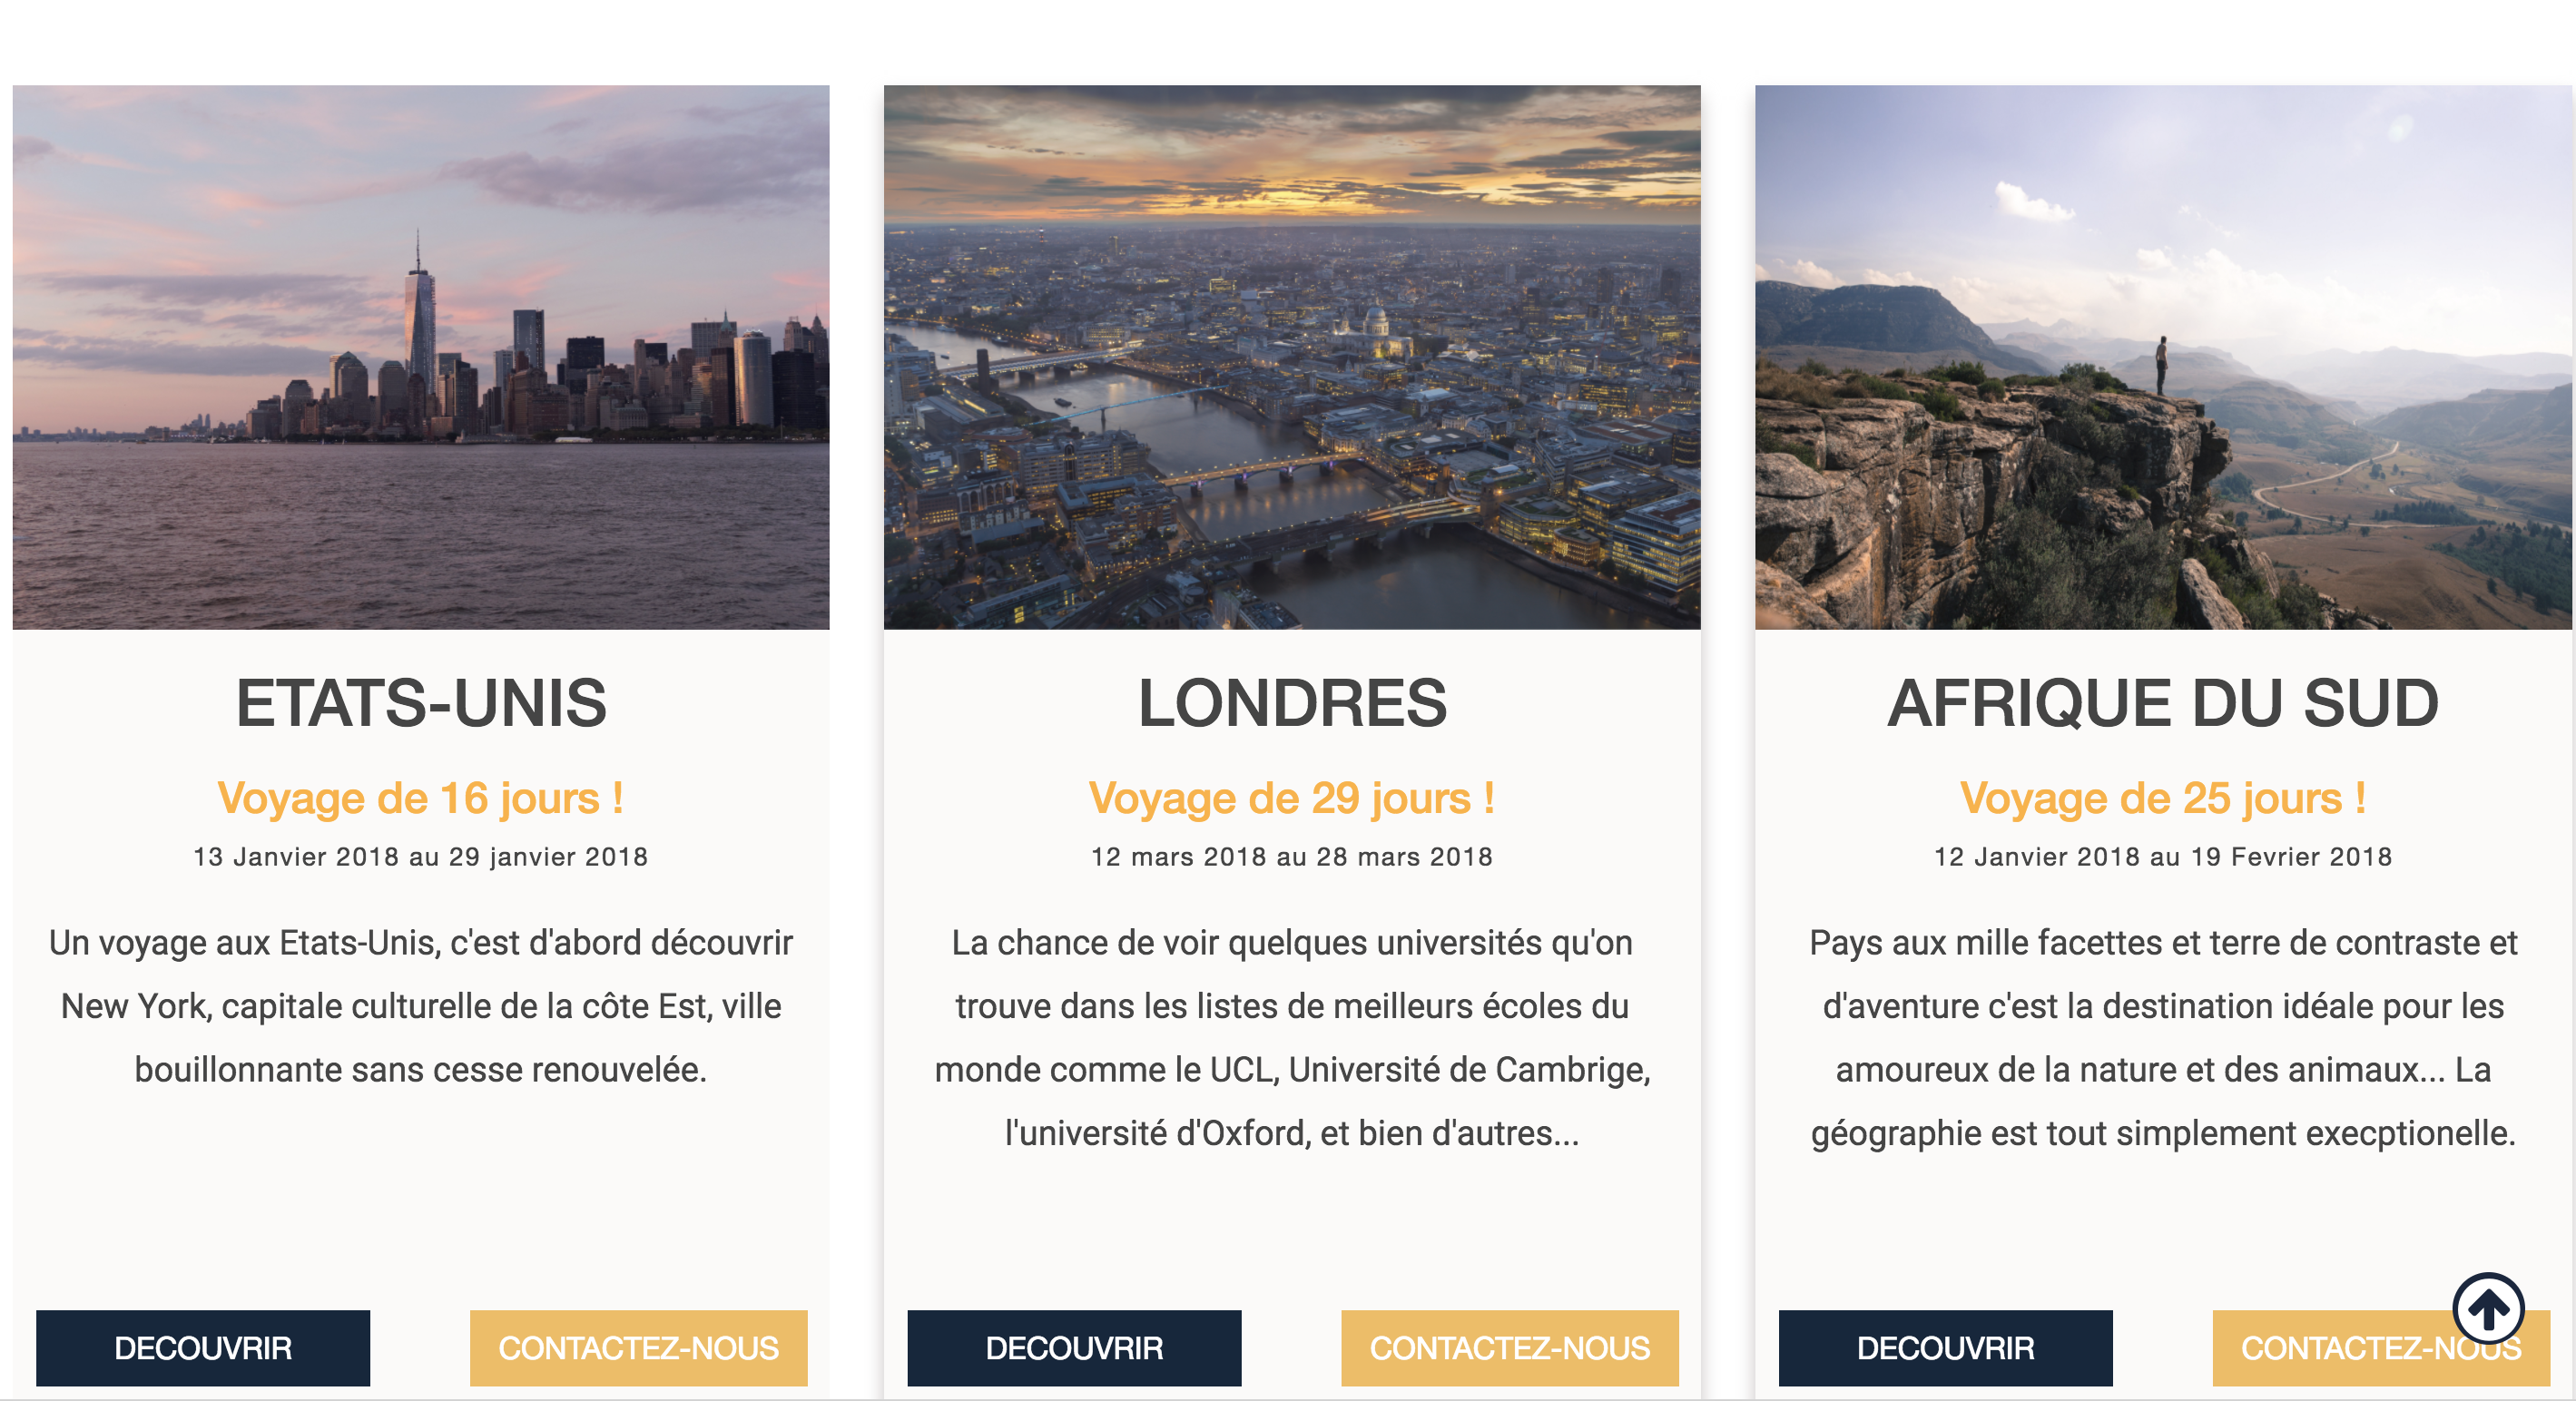 ETATS-UNIS
Voyage de 16 jours !
13 Janvier 2018 au 29 janvier 2018
Un voyage aux Etats-Unis, c'est d'abord découvrir
New York, capitale culturelle de la côte Est, ville
bouillonnante sans cesse renouvelée.
DECOUVRIR
CONTACTEZ-NOUS
LONDRES
Voyage de 29 jours !
12 mars 2018 au 28 mars 2018
La chance de voir quelques universités qu'on
trouve dans les listes de meilleurs écoles du
monde comme le UCL, Université de Cambrige,
l'université d'Oxford, et bien d'autres...
DECOUVRIR
CONTACTEZ-NOUS
AFRIQUE DU SUD
Voyage de 25 jours !
12 Janvier 2018 au 19 Fevrier 2018
Pays aux mille facettes et terre de contraste et
d'aventure c'est la destination idéale pour les
amoureux de la nature et des animaux... La
géographie est tout simplement execptionelle.
DECOUVRIR
CONTACTEZ-NOUS